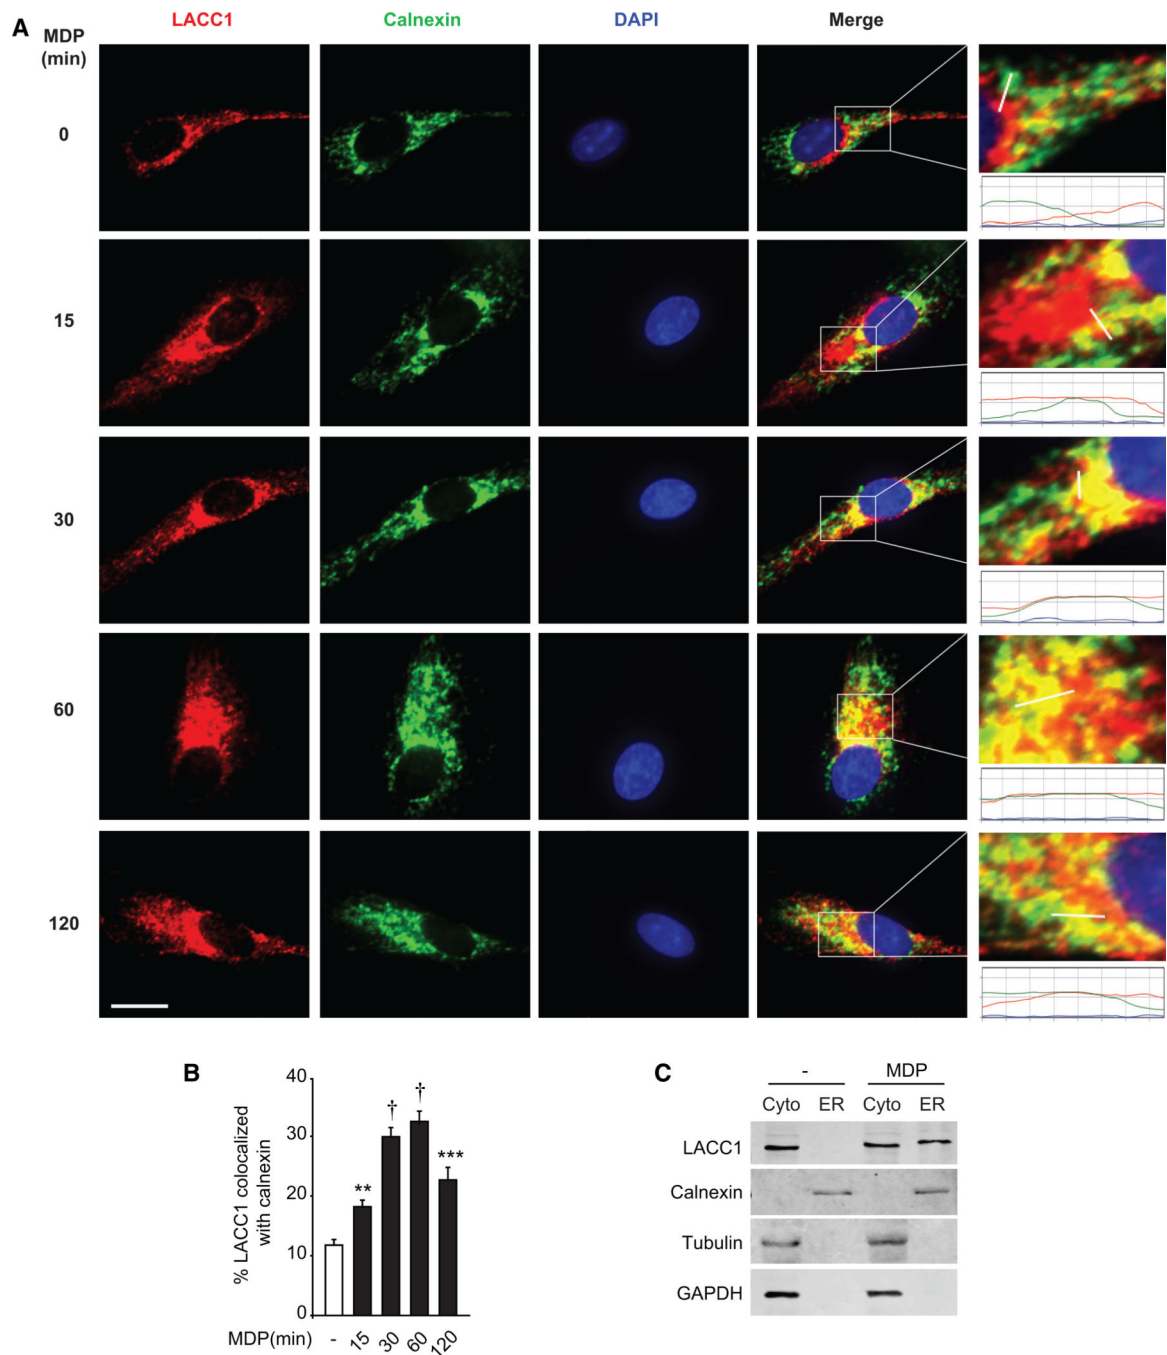 LACC1 Calnexin DAPI Merge
A
MDP
(min)
0
15
30
60
120
B
% LACC1 colocalized
with calnexin
40
30
20
10
0
**
†
†
***
MDP(min) - 15 30 60 120
C
- MDP
Cyto ER Cyto ER
LACC1
Calnexin
Tubulin
GAPDH